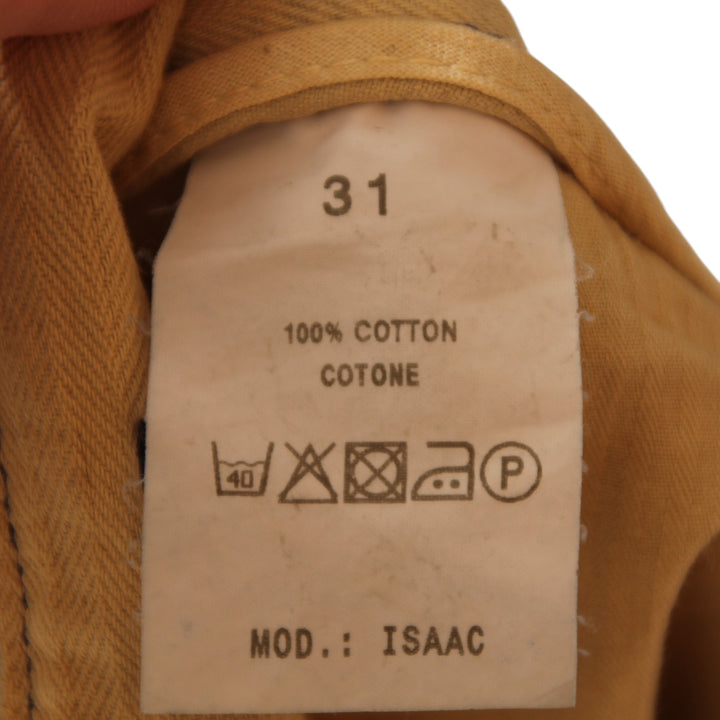 31
100% COTTON
COTONE
40 P
MOD.: ISAAC